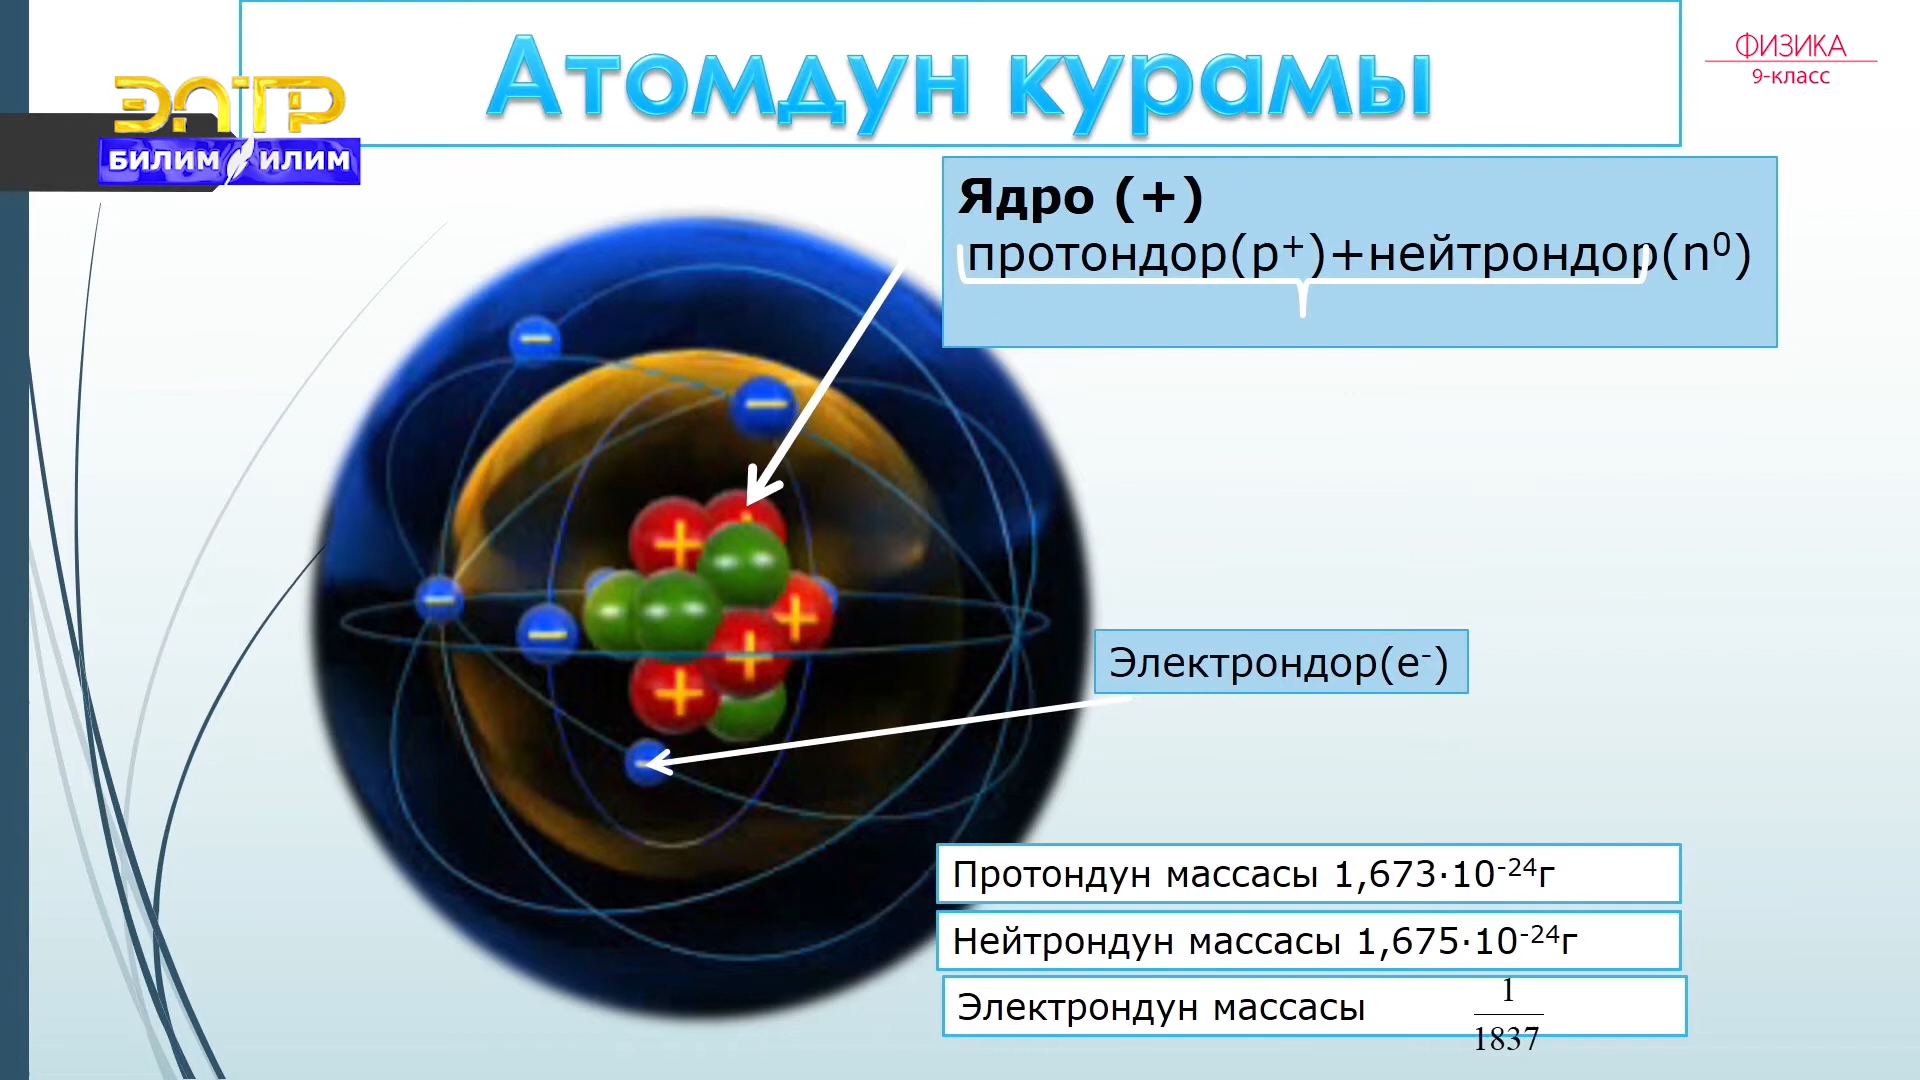 Атомдун курамы
ФИЗИКА
9-класс
ЭЛТР
БИЛИМ ИЛИМ
Ядро (+)
протондор(p⁺)+нейтрондор(n⁰)
Электрондор(е⁻)
Протондун массасы 1,673·10⁻²⁴г
Нейтрондун массасы 1,675·10⁻²⁴г
Электрондун массасы 1/1837